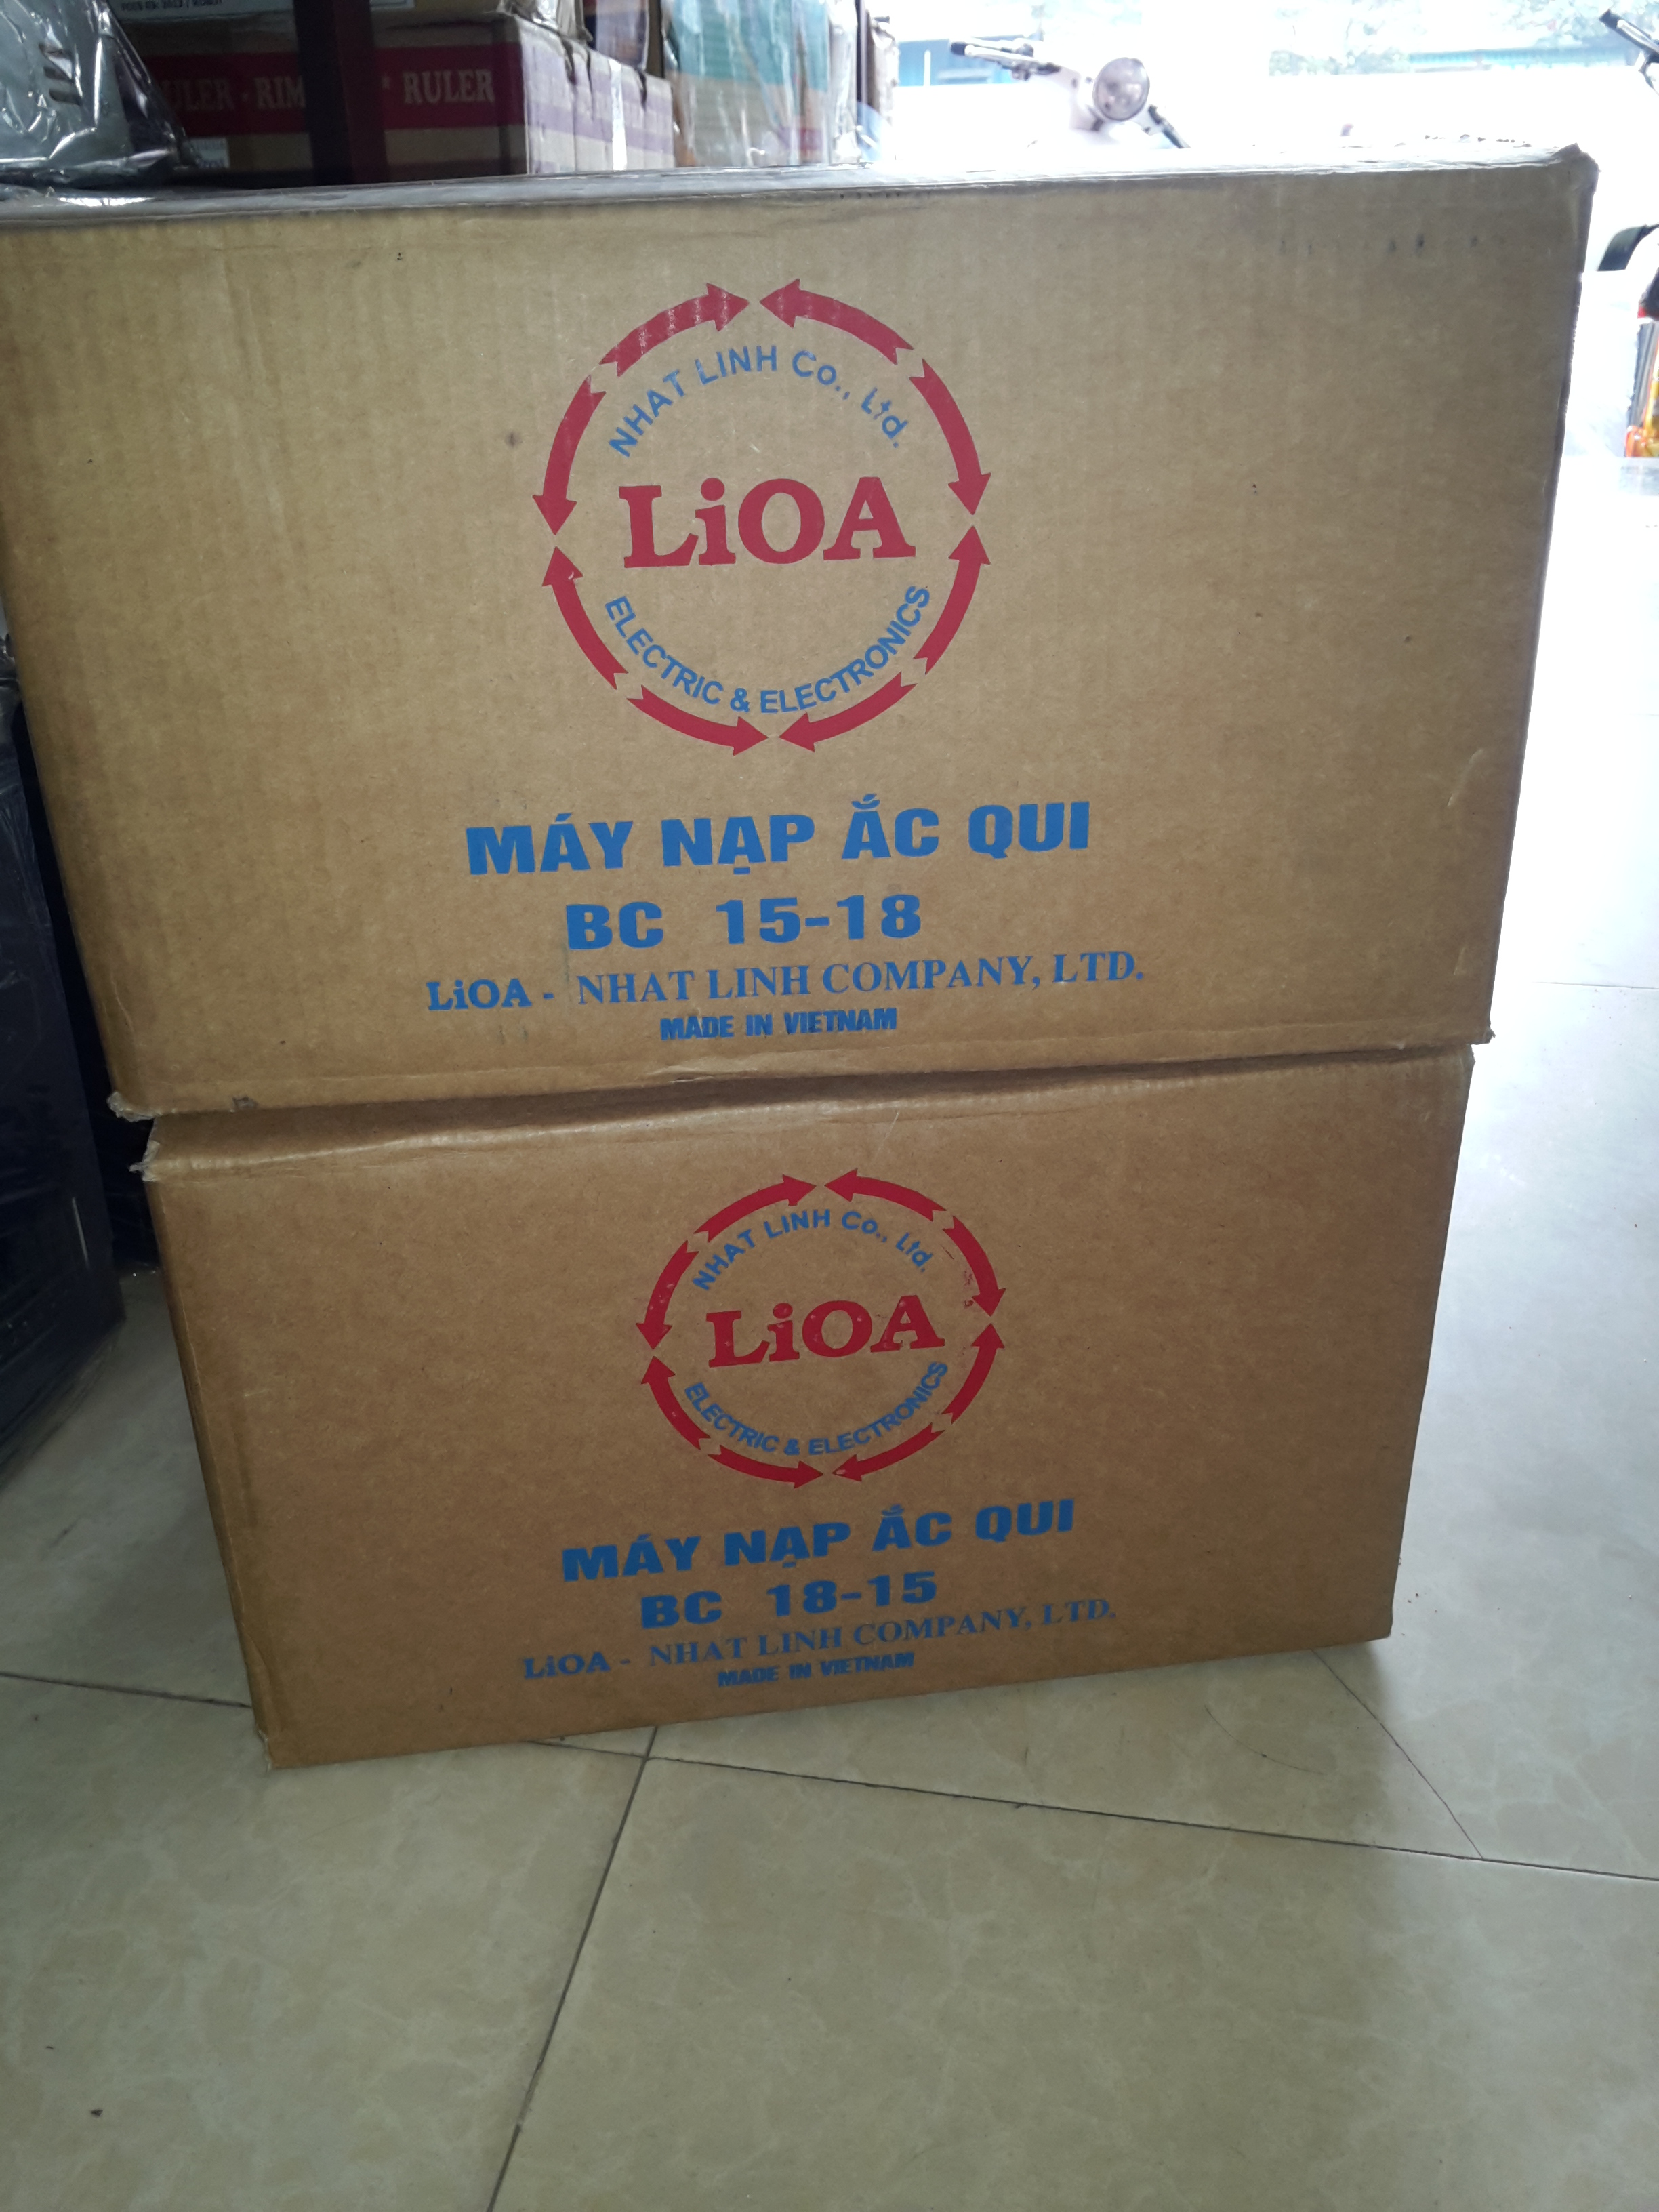 RULER - RIM
* RULER
NHAT LINH Co., Ltd.
LiOA
ELECTRIC & ELECTRONICS
MÁY NẠP ẮC QUI
BC 15-18
LiOA - NHAT LINH COMPANY, LTD.
MADE IN VIETNAM
NHAT LINH Co., Ltd.
LiOA
ELECTRIC & ELECTRONICS
MÁY NẠP ẮC QUI
BC 18-15
LiOA - NHAT LINH COMPANY, LTD.
MADE IN VIETNAM